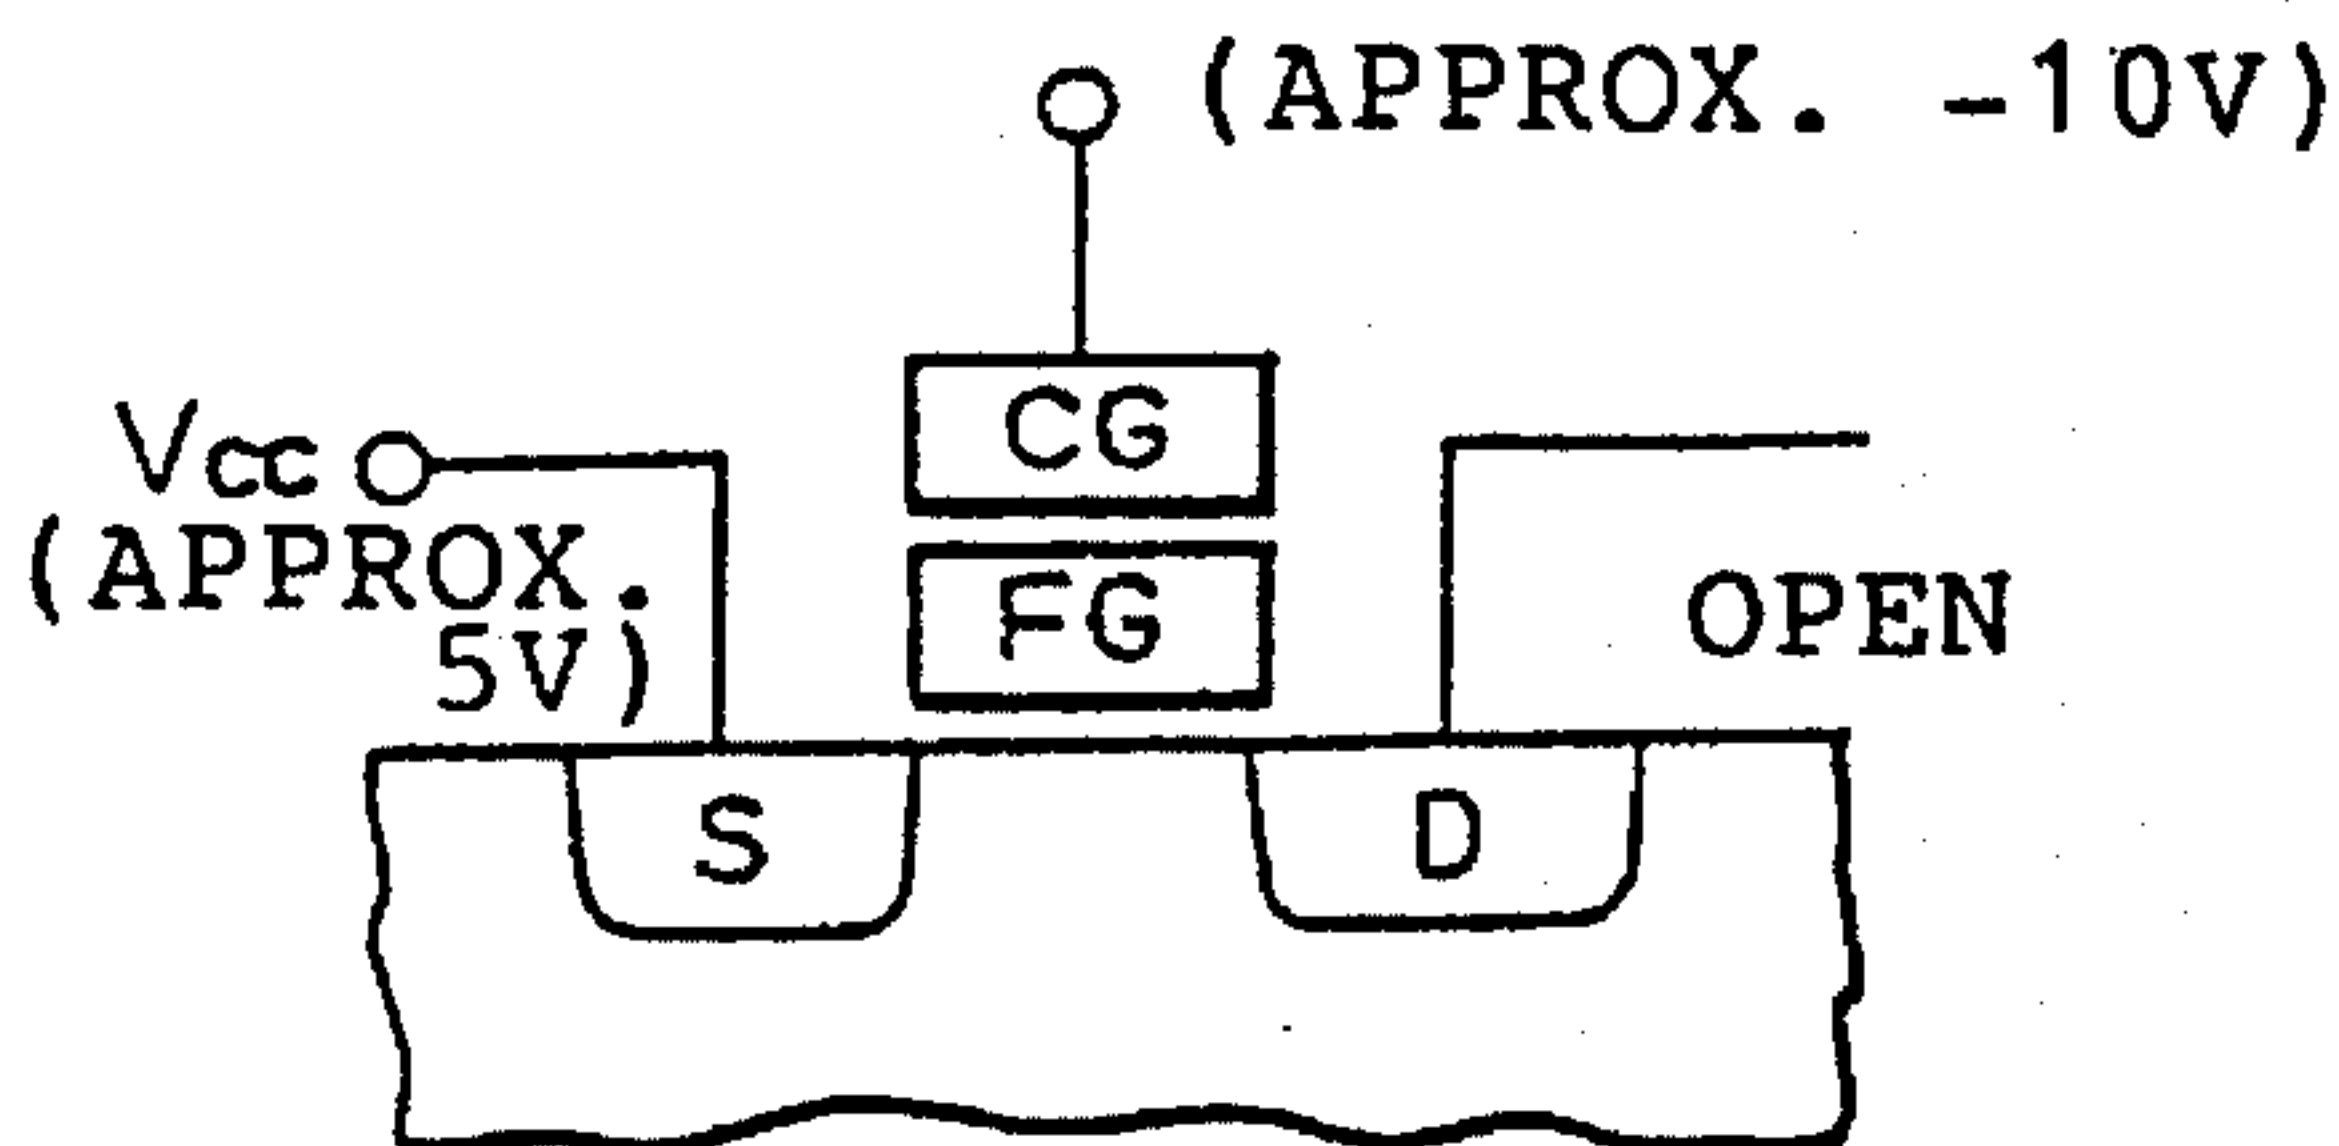 (APPROX. -10V)
CG
Vcc
(APPROX.
5V)
FG
OPEN
S
D